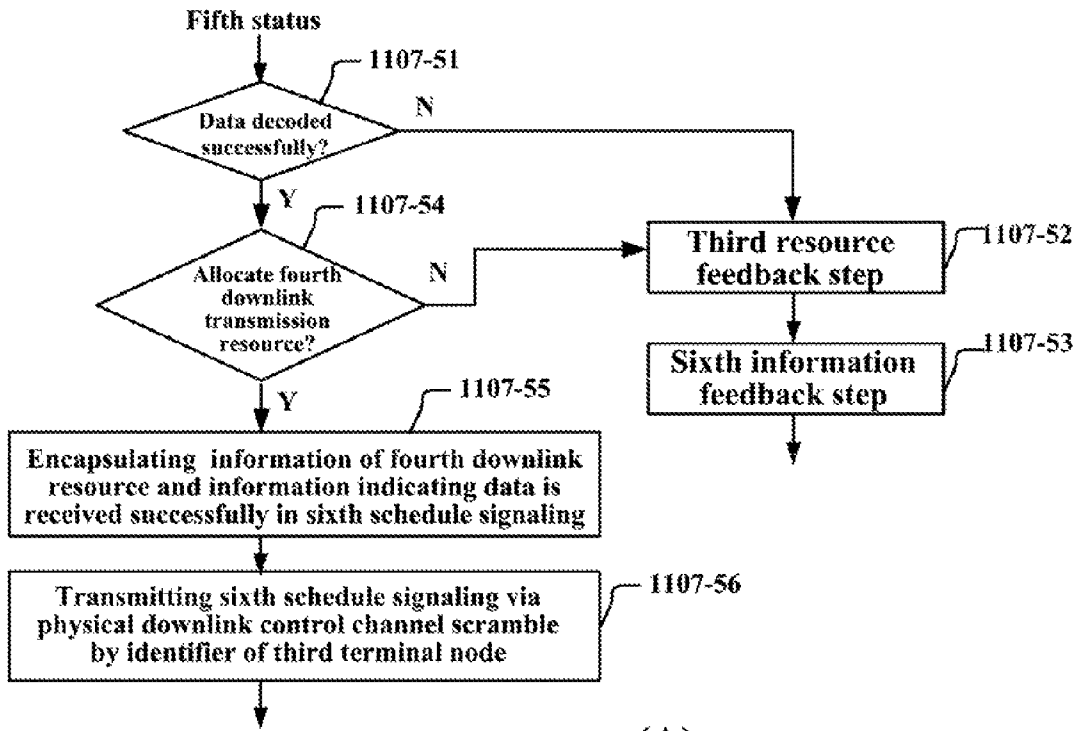 Fifth status
1107-51
Data decoded
successfully?
N
Y
1107-54
Allocate fourth
downlink
transmission
resource?
N
Y
Third resource
feedback step
1107-52
Sixth information
feedback step
1107-53
1107-55
Encapsulating information of fourth downlink
resource and information indicating data is
received successfully in sixth schedule signaling
1107-56
Transmitting sixth schedule signaling via
physical downlink control channel scramble
by identifier of third terminal node